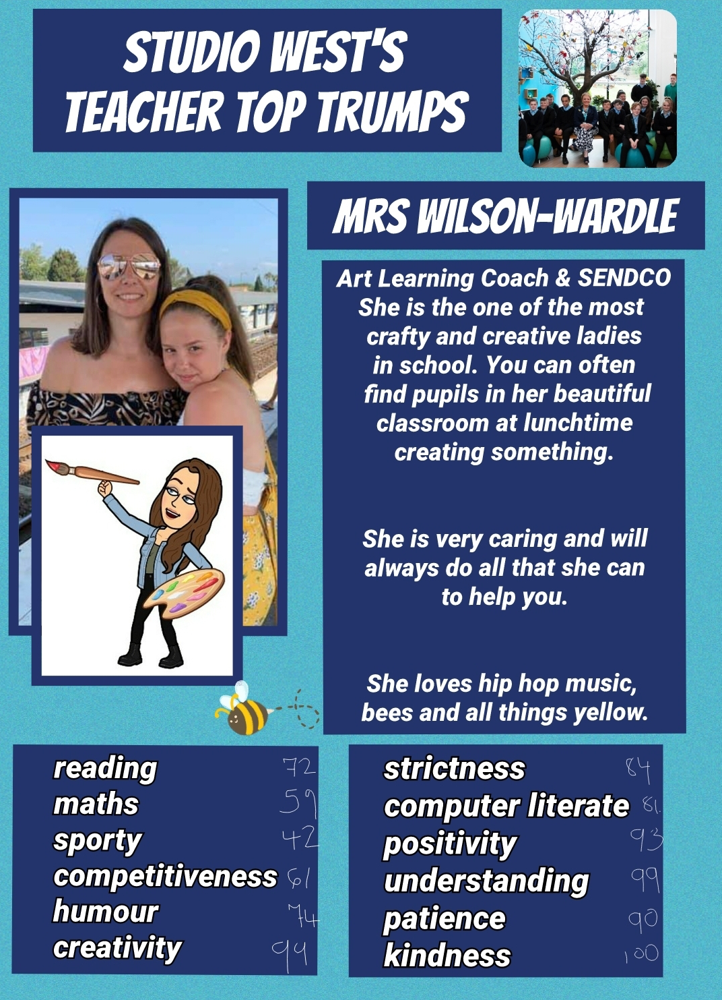 STUDIO WEST'S
TEACHER TOP TRUMPS
MRS WILSON-WARDLE
Art Learning Coach & SENDCO
She is the one of the most
crafty and creative ladies
in school. You can often
find pupils in her beautiful
classroom at lunchtime
creating something.
She is very caring and will
always do all that she can
to help you.
She loves hip hop music,
bees and all things yellow.
reading 72
maths 59
sporty 42
competitiveness 61
humour 74
creativity 99
strictness 84
computer literate 81.
positivity 93
understanding 99
patience 90
kindness 100